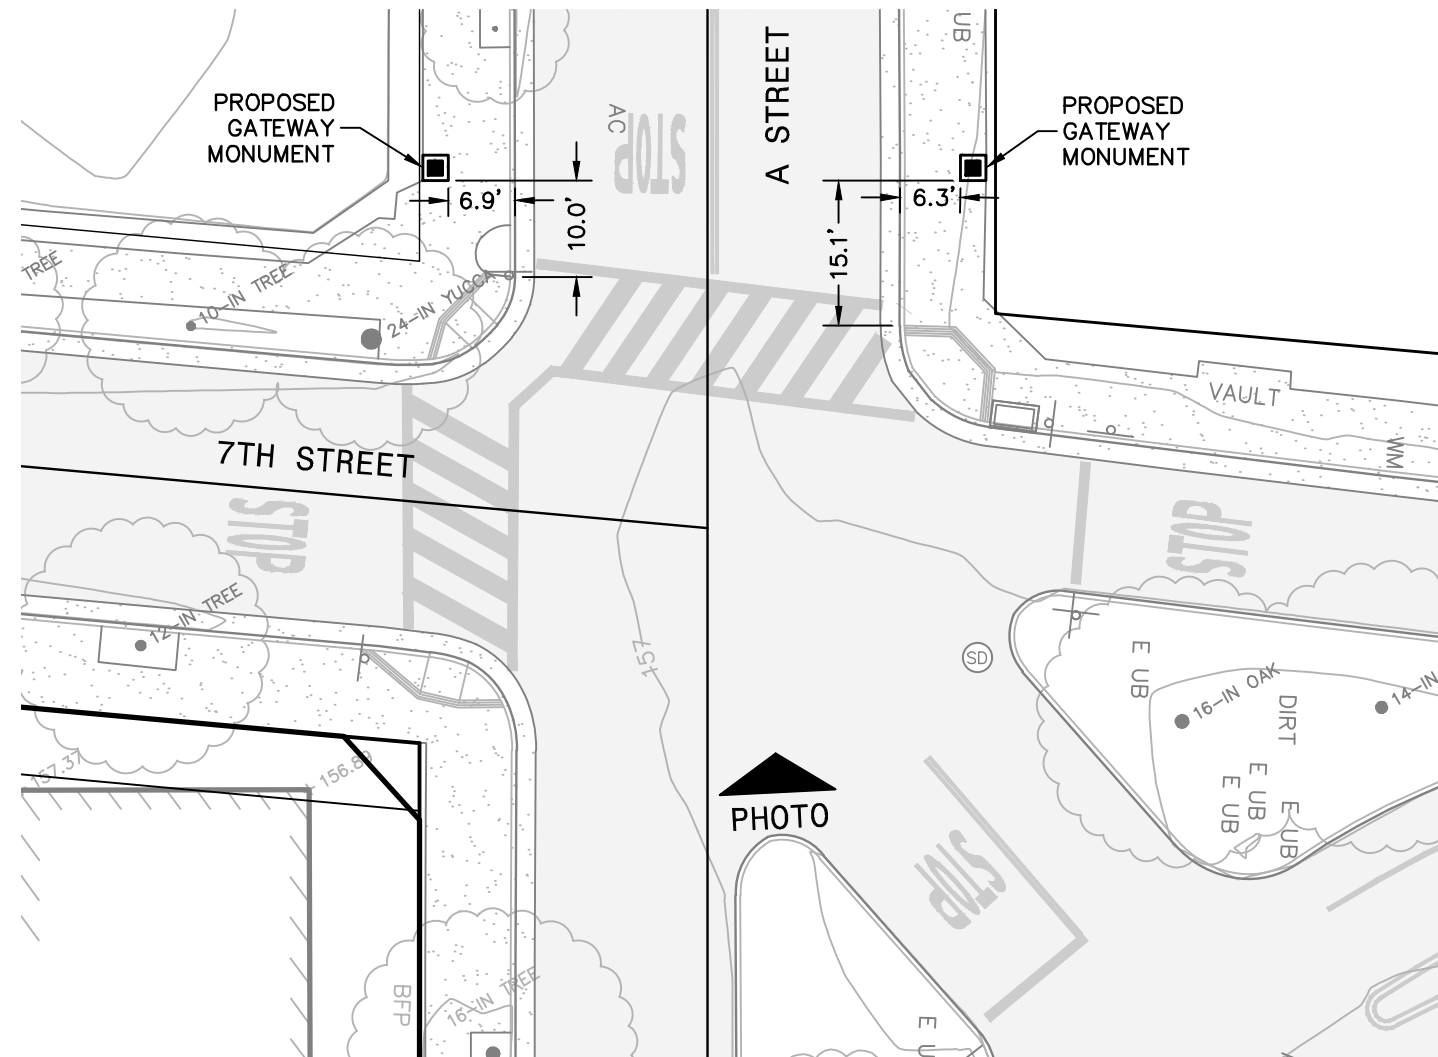 UB
A STREET
PROPOSED
GATEWAY
MONUMENT
AC
STOP
PROPOSED
GATEWAY
MONUMENT
6.9'
10.0'
6.3'
15.1'
TREE
10-IN TREE
24-IN YUCCA
VAULT
WM
7TH STREET
STOP
STOP
12-IN TREE
157
SD
E UB
16-IN OAK
14-IN
DIRT
157.37
156.89
E UB
E UB
E UB
PHOTO
STOP
BFP
16-IN TREE
E U